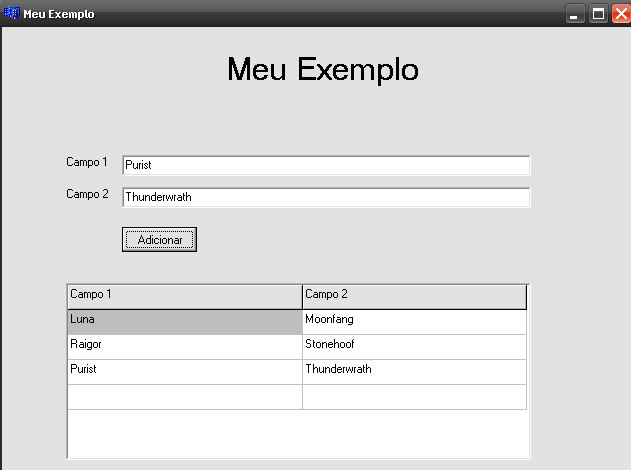 Meu Exemplo
Meu Exemplo
Campo 1 Purist
Campo 2 Thunderwrath
Adicionar
Campo 1 Campo 2
Luna Moonfang
Raigor Stonehoof
Purist Thunderwrath